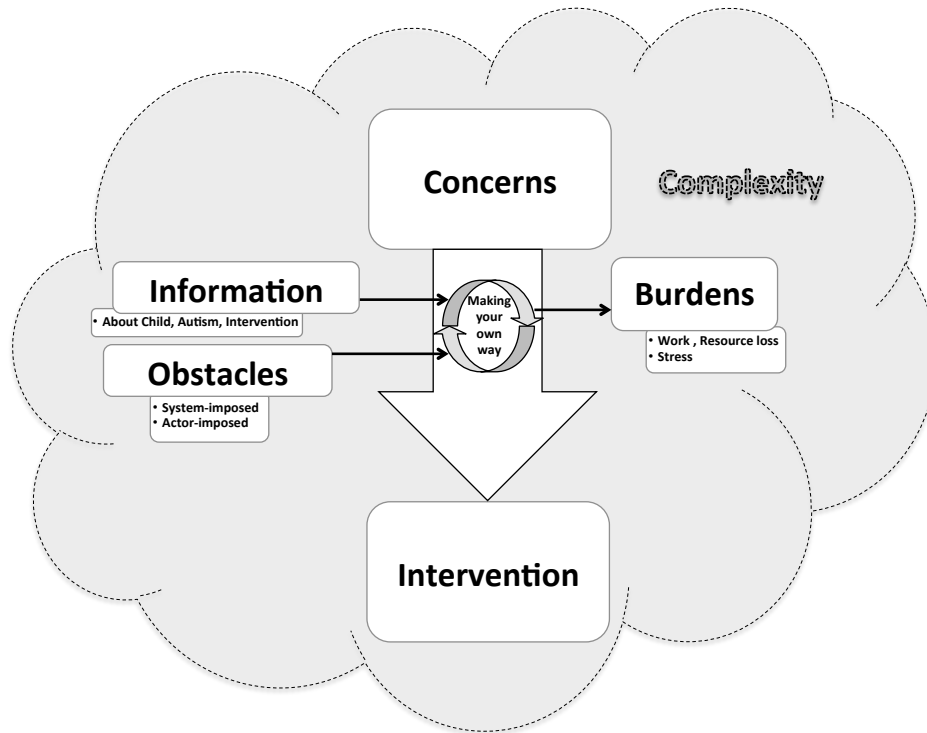 Concerns
Complexity
Information
• About Child, Autism, Intervention
Obstacles
• System-imposed
• Actor-imposed
Making
your
own
way
Burdens
• Work , Resource loss
• Stress
Intervention